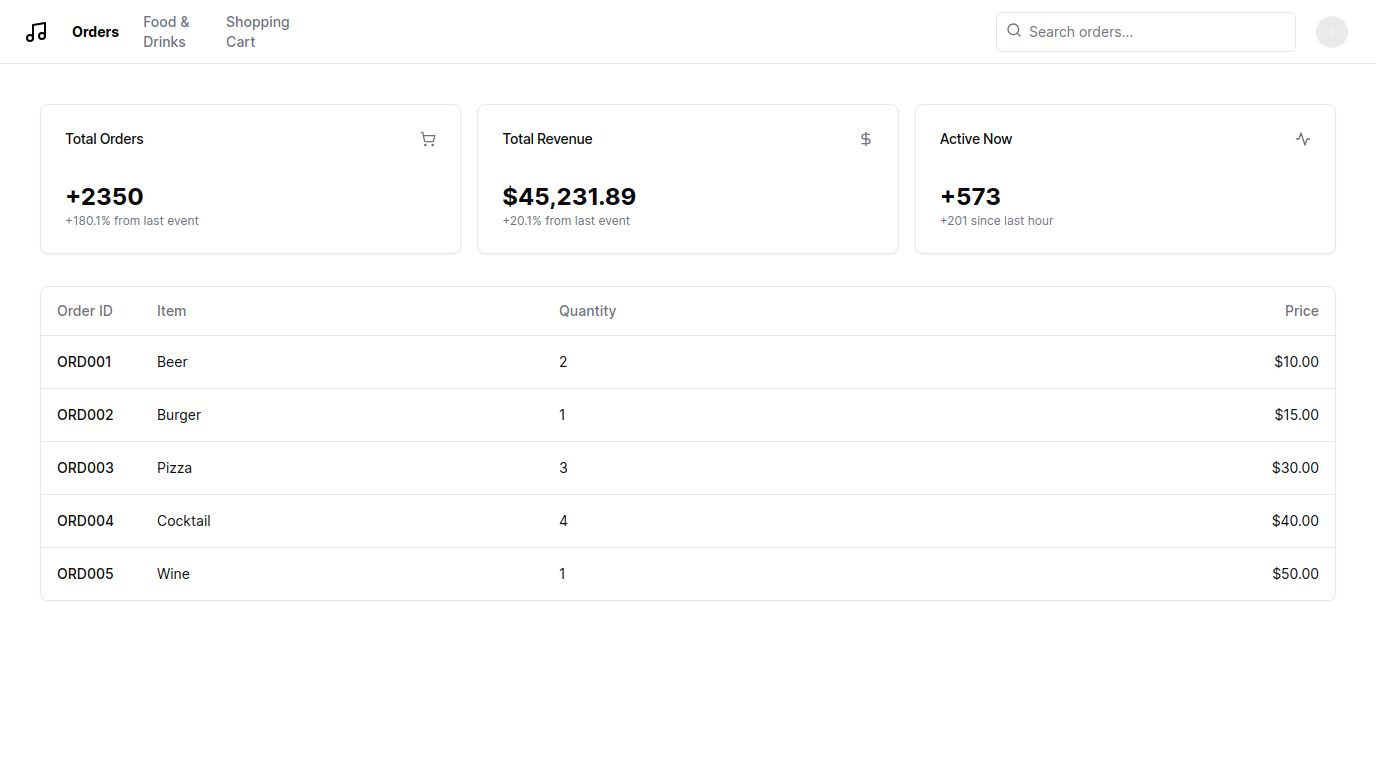 Orders
Food &
Drinks
Shopping
Cart
Search orders...
Total Orders
+2350
+180.1% from last event
Total Revenue
$45,231.89
+20.1% from last event
Active Now
+573
+201 since last hour
Order ID Item Quantity Price
ORD001 Beer 2 $10.00
ORD002 Burger 1 $15.00
ORD003 Pizza 3 $30.00
ORD004 Cocktail 4 $40.00
ORD005 Wine 1 $50.00